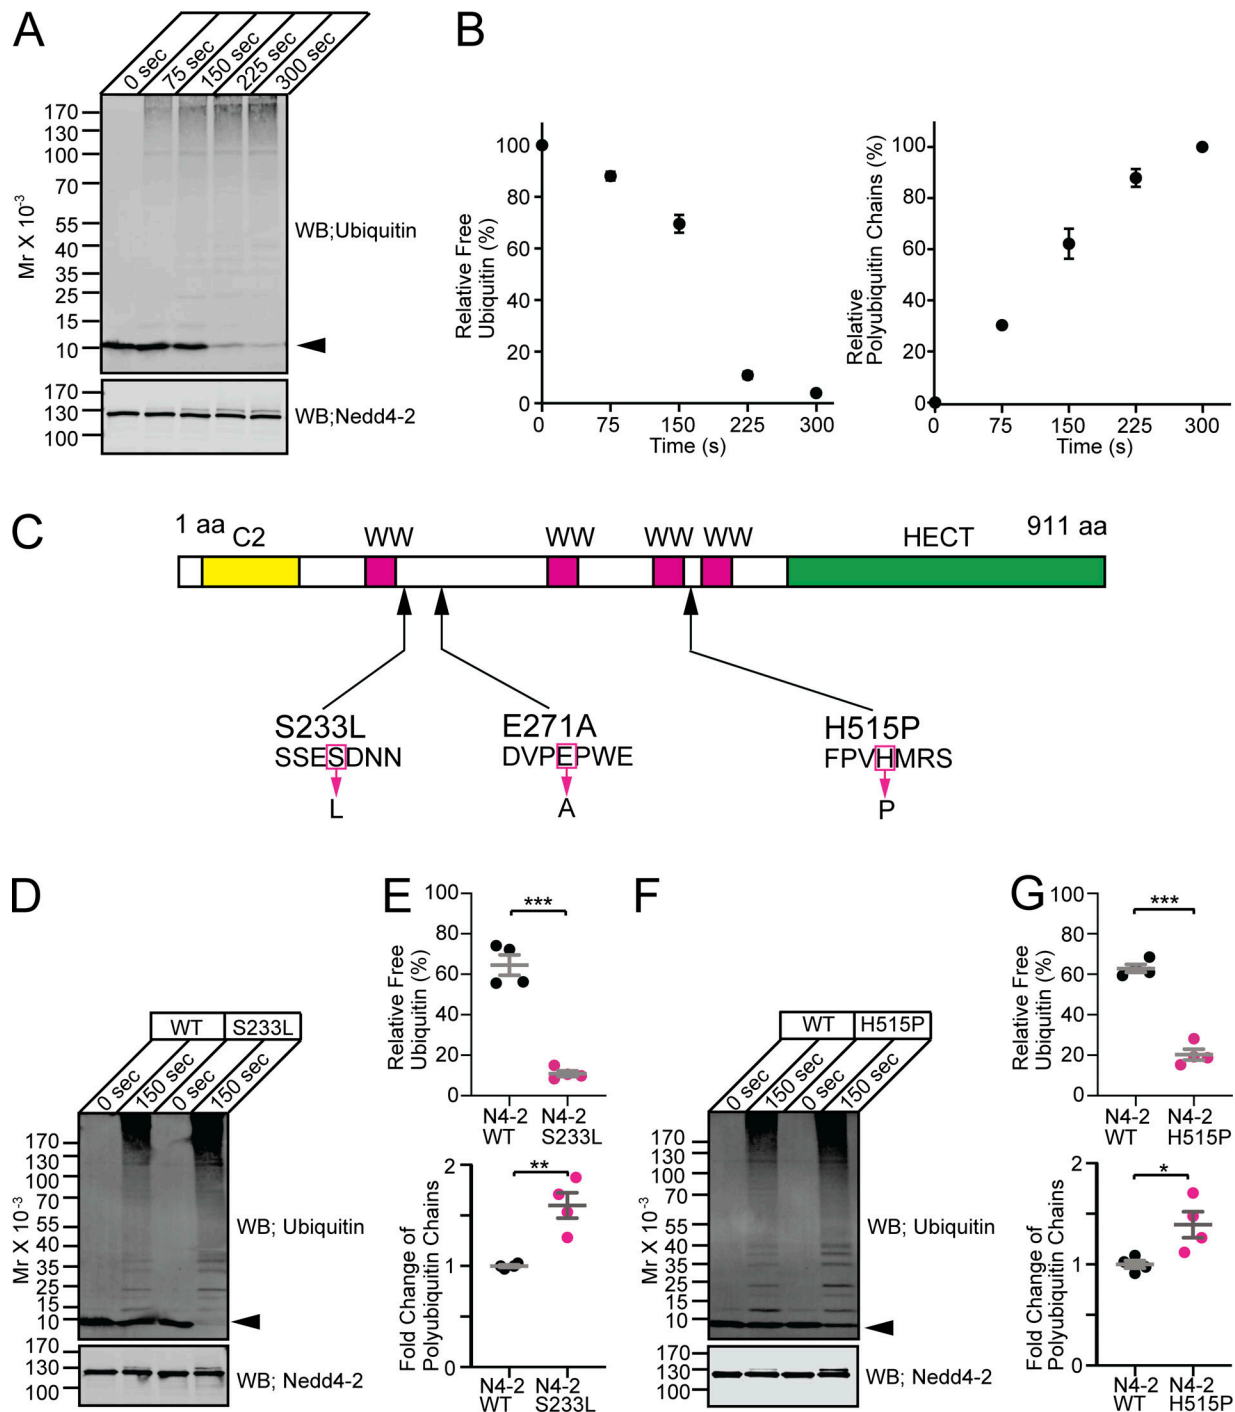 A
0 sec
75 sec
150 sec
225 sec
300 sec
Mr X 10-3
170
130
100
70
55
40
35
25
15
10
WB;Ubiquitin
170
130
100
WB;Nedd4-2
B
Relative Free
Ubiquitin (%)
100
80
60
40
20
0
0 75 150 225 300
Time (s)
Relative
Polyubiquitin Chains (%)
100
80
60
40
20
0
0 75 150 225 300
Time (s)
C
1 aa
C2
WW
WW
WW
WW
HECT
911 aa
S233L
SSESDNN
L
E271A
DVPEPWE
A
H515P
FPVHMRS
P
D
WT S233L
0 sec
150 sec
0 sec
150 sec
Mr X 10-3
170
130
100
70
55
40
35
25
15
10
WB; Ubiquitin
170
130
100
WB; Nedd4-2
E
Relative Free
Ubiquitin (%)
100
80
60
40
20
0
***
N4-2
WT
N4-2
S233L
Fold Change of
Polyubiquitin Chains
2
1
0
**
N4-2
WT
N4-2
S233L
F
WT H515P
0 sec
150 sec
0 sec
150 sec
Mr X 10-3
170
130
100
70
55
40
35
25
15
10
WB; Ubiquitin
170
130
100
WB; Nedd4-2
G
Relative Free
Ubiquitin (%)
100
80
60
40
20
0
***
N4-2
WT
N4-2
H515P
Fold Change of
Polyubiquitin Chains
2
1
0
*
N4-2
WT
N4-2
H515P